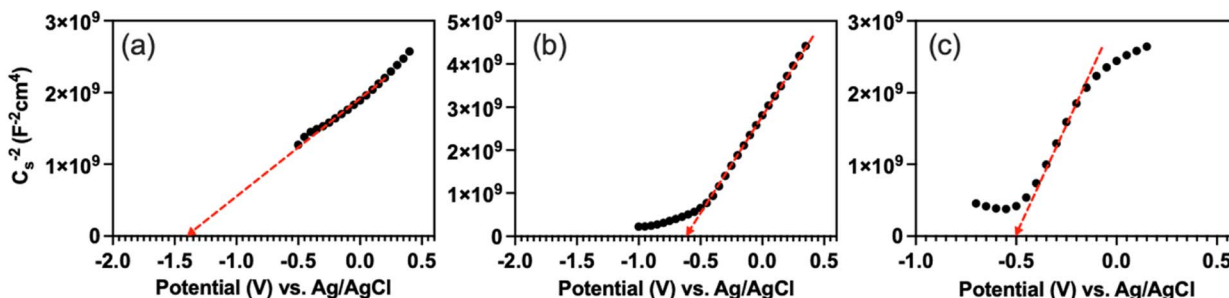 (a)
3×10⁹
2×10⁹
1×10⁹
0
-2.0 -1.5 -1.0 -0.5 0.0 0.5
Potential (V) vs. Ag/AgCl
Cₛ⁻² (F⁻²cm⁴)
(b)
5×10⁹
4×10⁹
3×10⁹
2×10⁹
1×10⁹
0
-2.0 -1.5 -1.0 -0.5 0.0 0.5
Potential (V) vs. Ag/AgCl
(c)
3×10⁹
2×10⁹
1×10⁹
0
-1.0 -0.5 0.0 0.5
Potential (V) vs. Ag/AgCl